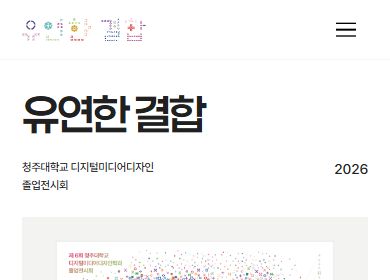 유연한 결합
유연한 결합
청주대학교 디지털미디어디자인
졸업전시회
2026
제 6회 청주대학교
디지털미디어디자인학과
졸업전시회